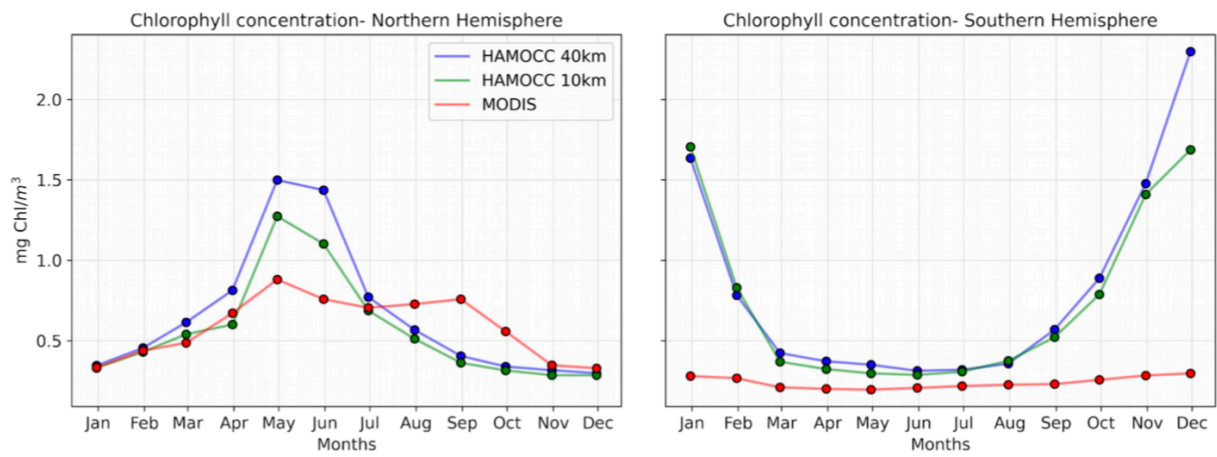 Chlorophyll concentration- Northern Hemisphere
HAMOCC 40km
HAMOCC 10km
MODIS
2.0
1.5
1.0
0.5
mg Chl/m³
Jan Feb Mar Apr May Jun Jul Aug Sep Oct Nov Dec
Months
Chlorophyll concentration- Southern Hemisphere
Jan Feb Mar Apr May Jun Jul Aug Sep Oct Nov Dec
Months